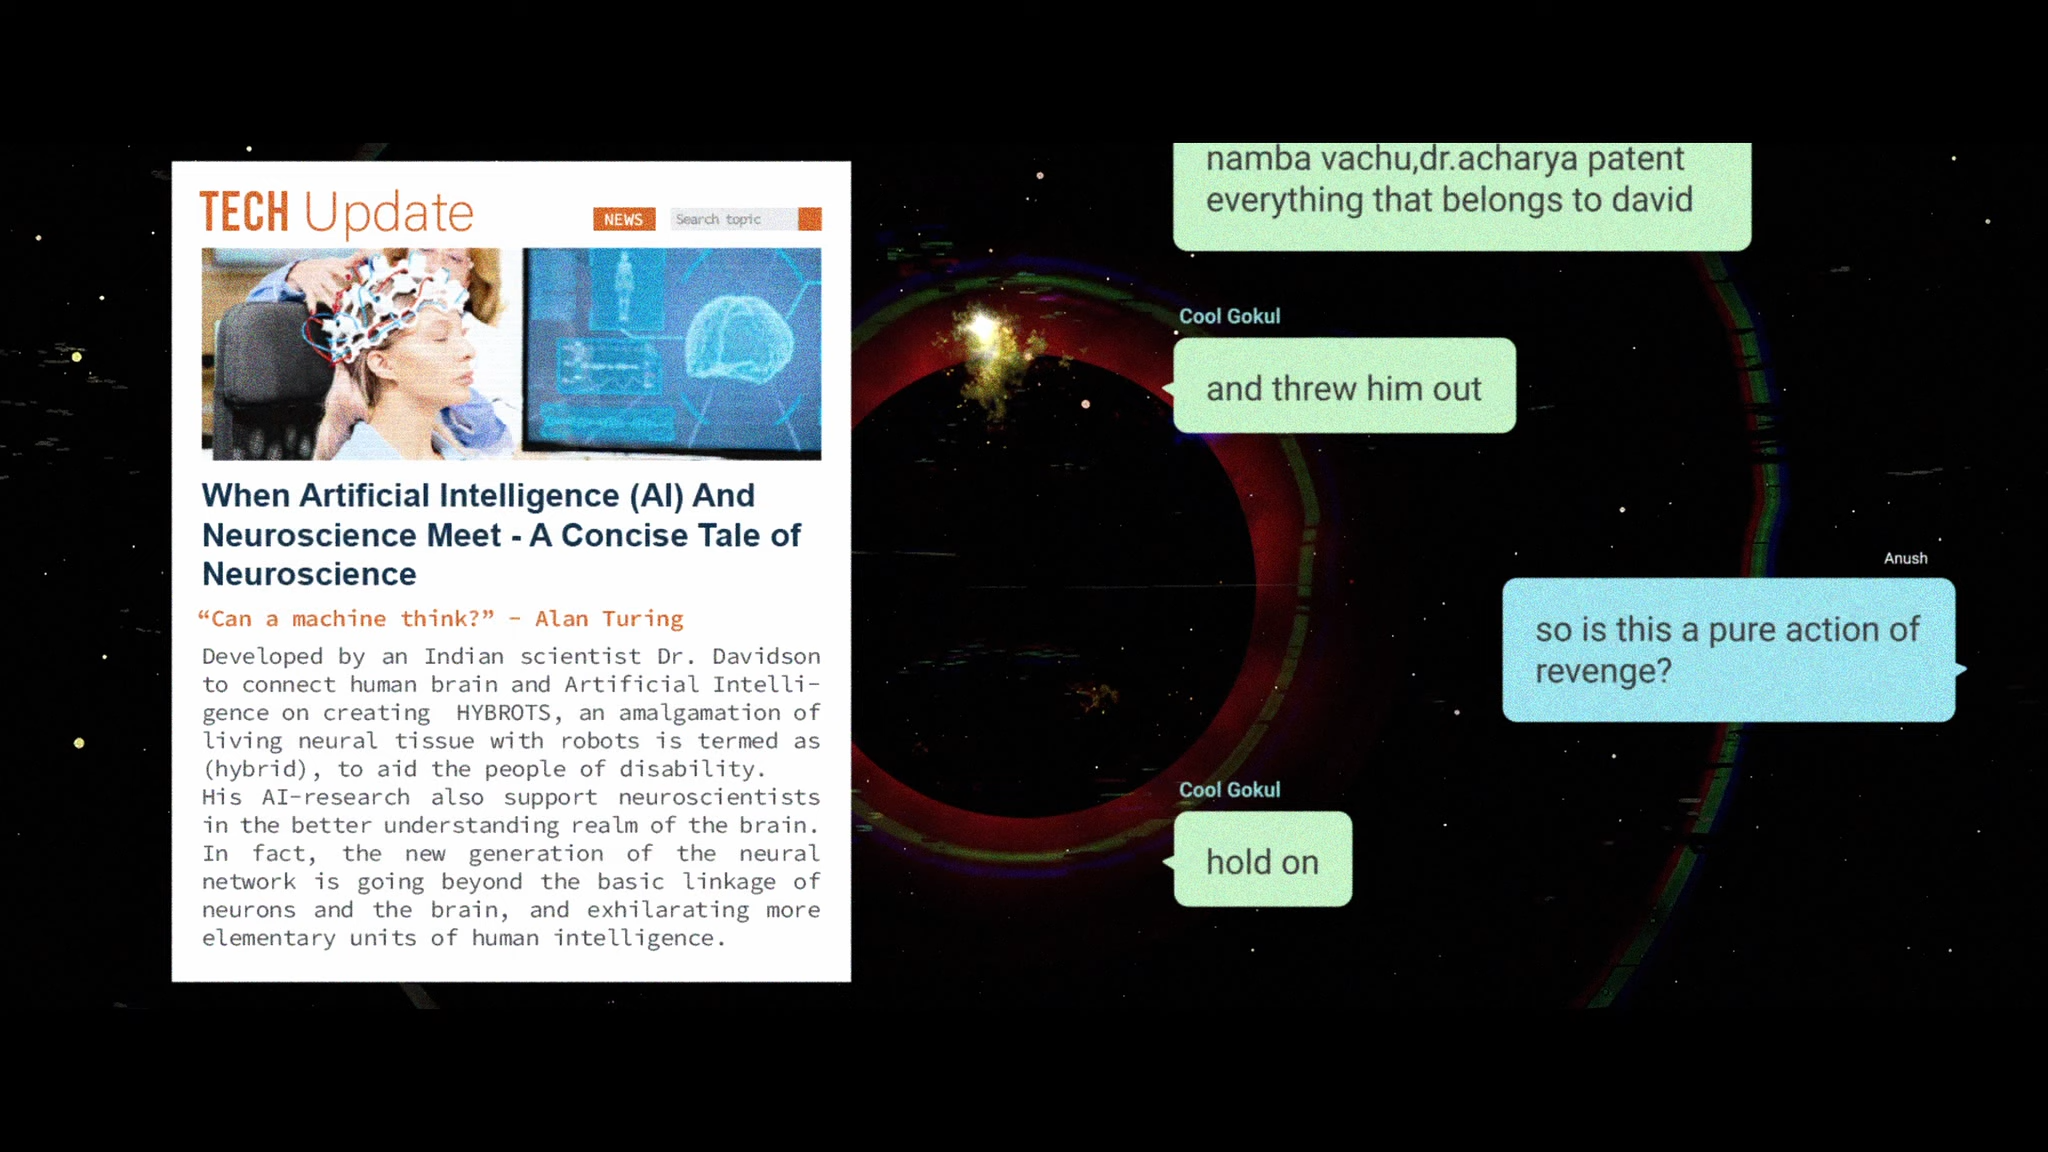 TECH Update
NEWS
Search topic
When Artificial Intelligence (AI) And
Neuroscience Meet - A Concise Tale of
Neuroscience
“Can a machine think?” - Alan Turing
Developed by an Indian scientist Dr. Davidson
to connect human brain and Artificial Intelli-
gence on creating HYBROTS, an amalgamation of
living neural tissue with robots is termed as
(hybrid), to aid the people of disability.
His AI-research also support neuroscientists
in the better understanding realm of the brain.
In fact, the new generation of the neural
network is going beyond the basic linkage of
neurons and the brain, and exhilarating more
elementary units of human intelligence.
namba vachu,dr.acharya patent
everything that belongs to david
Cool Gokul
and threw him out
Anush
so is this a pure action of
revenge?
Cool Gokul
hold on